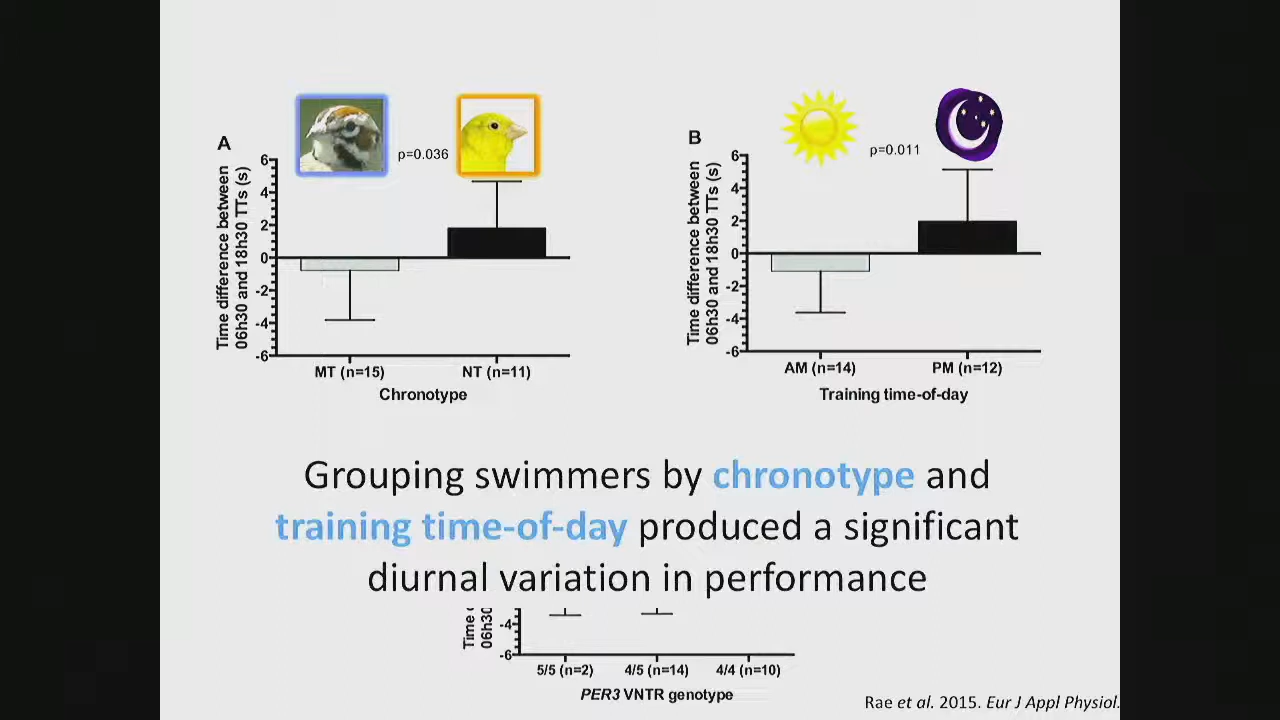 A
p=0.036
6
4
2
0
-2
-4
-6
Time difference between
06h30 and 18h30 TTs (s)
MT (n=15)
NT (n=11)
Chronotype
B
p=0.011
6
4
2
0
-2
-4
-6
Time difference between
06h30 and 18h30 TTs (s)
AM (n=14)
PM (n=12)
Training time-of-day
Grouping swimmers by chronotype and
training time-of-day produced a significant
diurnal variation in performance
Time
06h30
-4
-6
5/5 (n=2)
4/5 (n=14)
4/4 (n=10)
PER3 VNTR genotype
Rae et al. 2015. Eur J Appl Physiol.